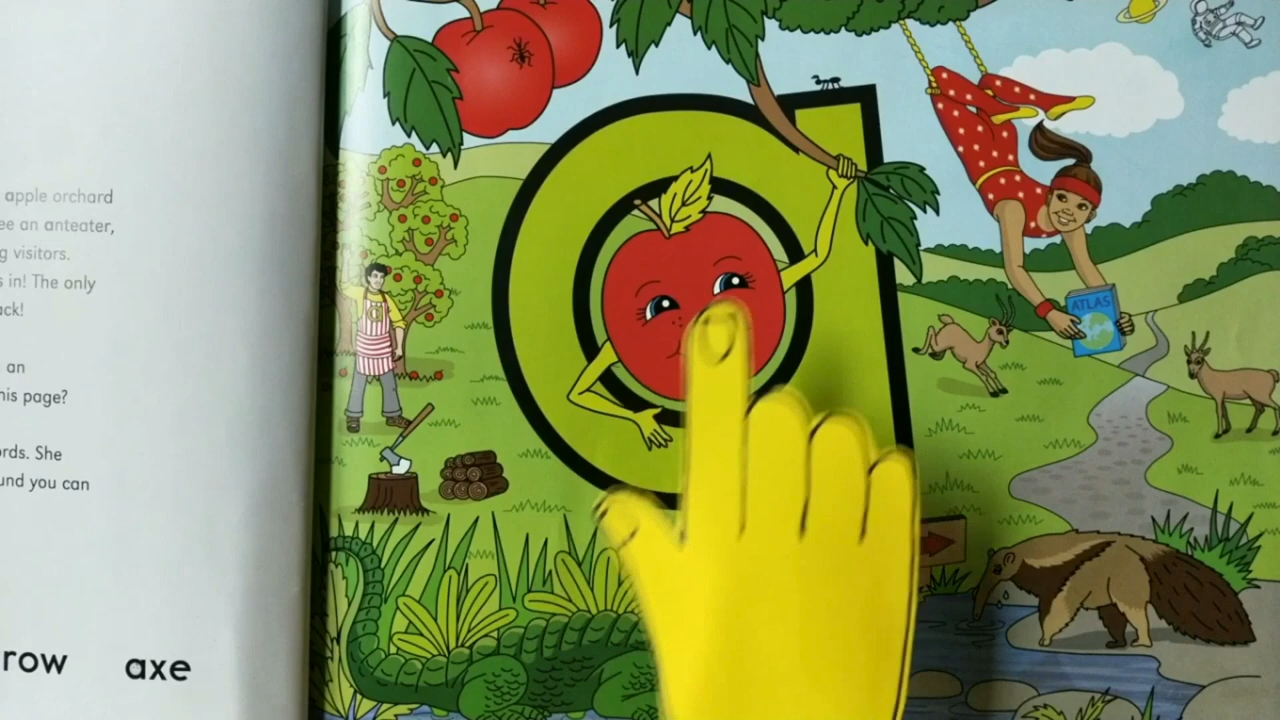 apple orchard
ee an anteater,
g visitors.
s in! The only
ack!
an
his page?
ords. She
und you can
row axe
a
ATLAS
a